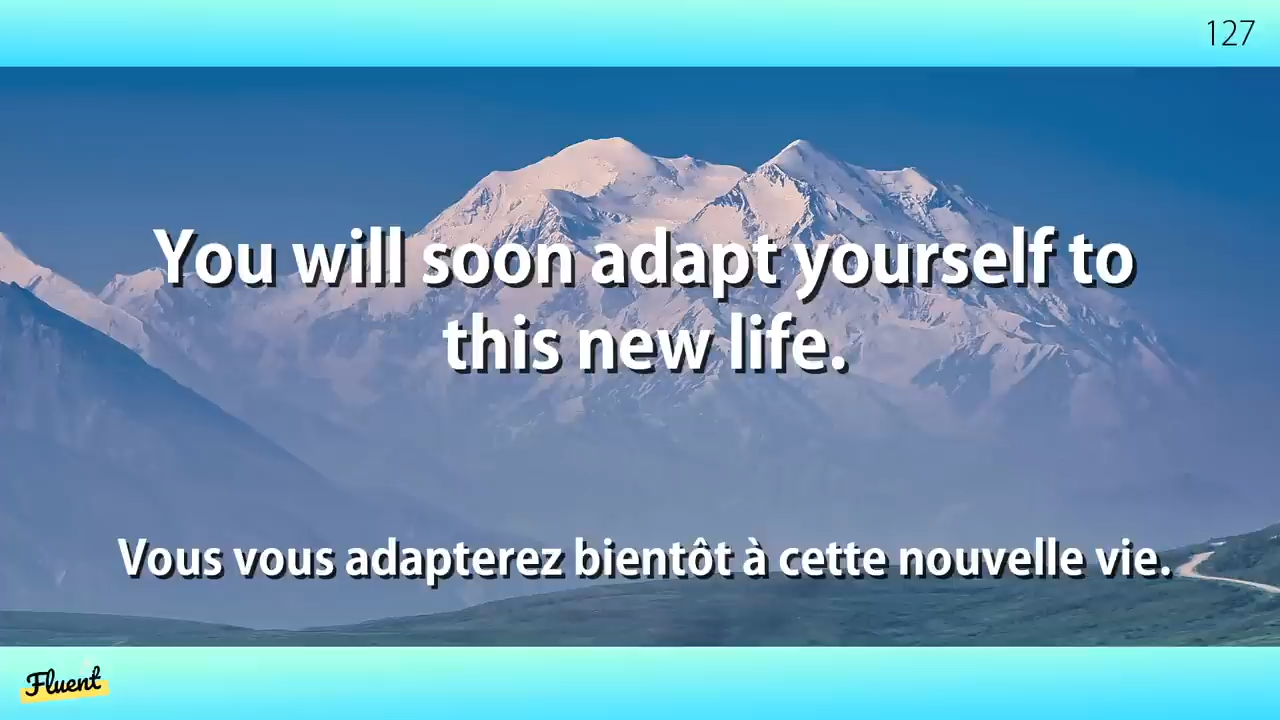 127
You will soon adapt yourself to
this new life.
Vous vous adapterez bientôt à cette nouvelle vie.
Fluent